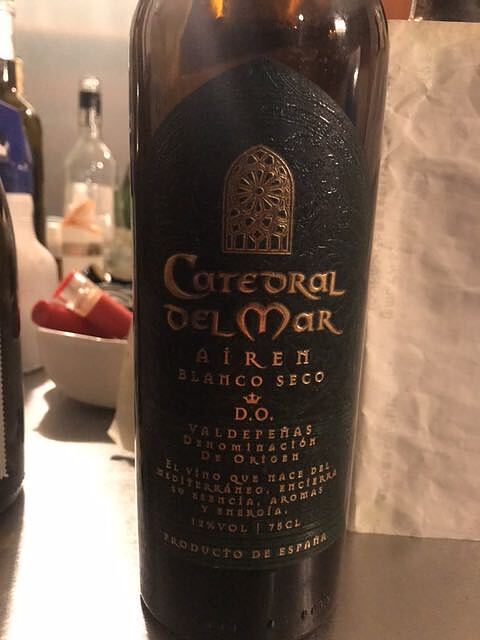 Catedral
del Mar
AIREN
BLANCO SECO
D.O.
VALDEPEÑAS
DENOMINACIÓN
DE ORIGEN
EL VINO QUE NACE DEL
MEDITERRÁNEO, ENCIERRA
SU ESENCIA, AROMAS
Y ENERGÍA.
12%VOL | 75CL
PRODUCTO DE ESPAÑA